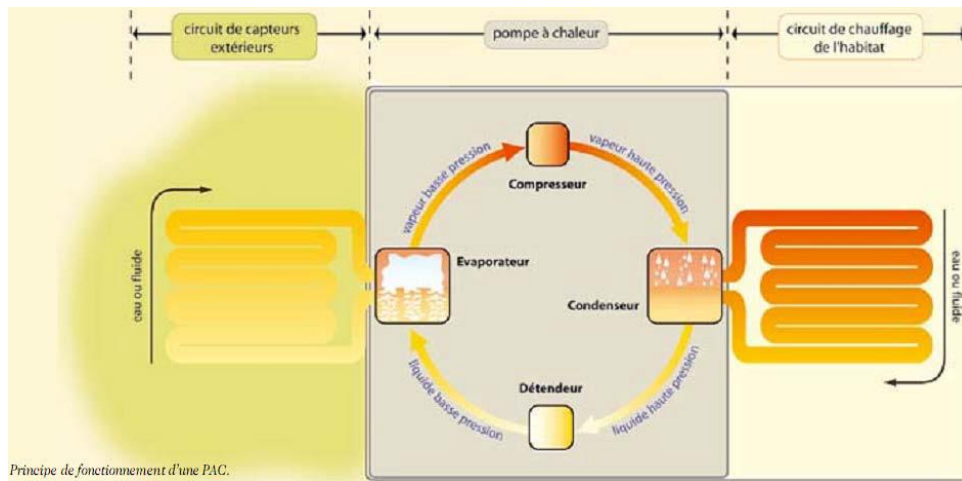 circuit de capteurs
extérieurs
pompe à chaleur
circuit de chauffage
de l'habitat
vapeur basse pression
vapeur haute pression
Compresseur
eau ou fluide
Evaporateur
Condenseur
eau ou fluide
liquide basse pression
Détendeur
liquide haute pression
Principe de fonctionnement d'une PAC.